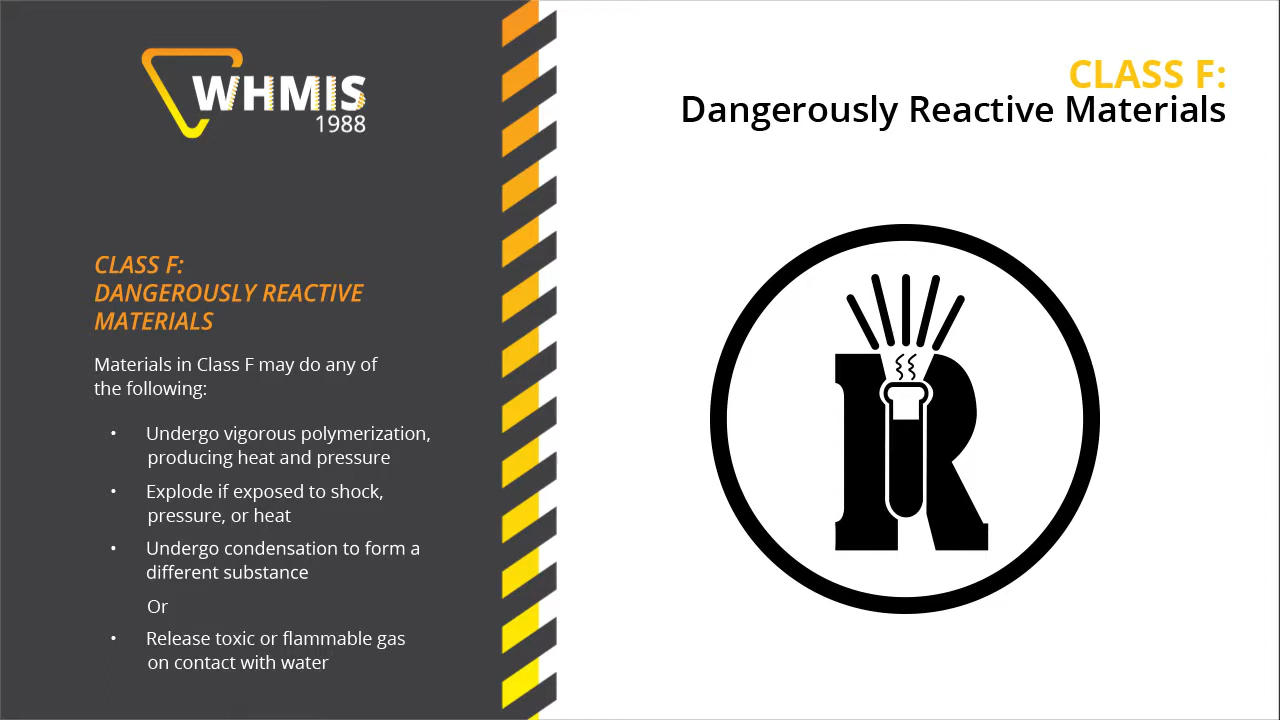 WHMIS
1988
CLASS F:
DANGEROUSLY REACTIVE
MATERIALS
Materials in Class F may do any of
the following:
• Undergo vigorous polymerization,
producing heat and pressure
• Explode if exposed to shock,
pressure, or heat
• Undergo condensation to form a
different substance
Or
• Release toxic or flammable gas
on contact with water
CLASS F:
Dangerously Reactive Materials
R